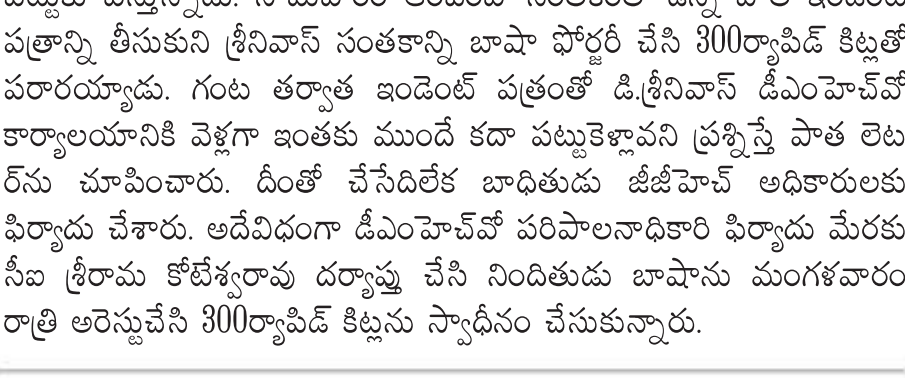 పత్రాన్ని తీసుకుని శ్రీనివాస్ సంతకాన్ని బాషా ఫోర్జరీ చేసి 300ర్యాపిడ్ కిట్లతో
పరారయ్యాడు. గంట తర్వాత ఇండెంట్ పత్రంతో డి.శ్రీనివాస్ డీఎంహెచ్‌వో
కార్యాలయానికి వెళ్లగా ఇంతకు ముందే కదా పట్టుకెళ్లావని ప్రశ్నిస్తే పాత లెట
ర్‌ను చూపించారు. దీంతో చేసేదిలేక బాధితుడు జీజీహెచ్ అధికారులకు
ఫిర్యాదు చేశారు. అదేవిధంగా డీఎంహెచ్‌వో పరిపాలనాధికారి ఫిర్యాదు మేరకు
సీఐ శ్రీరామ కోటేశ్వరావు దర్యాప్తు చేసి నిందితుడు బాషాను మంగళవారం
రాత్రి అరెస్టుచేసి 300ర్యాపిడ్ కిట్లను స్వాధీనం చేసుకున్నారు.